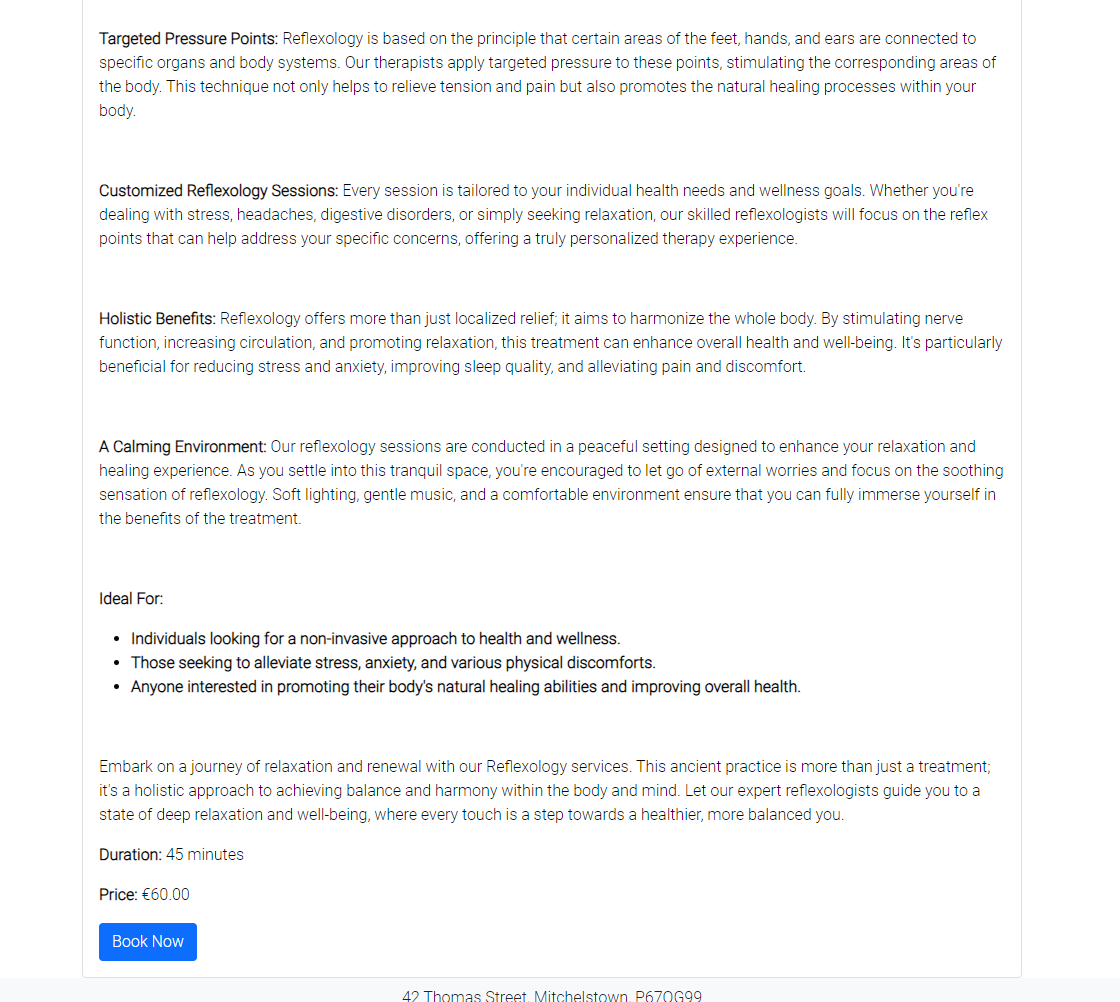 Targeted Pressure Points: Reflexology is based on the principle that certain areas of the feet, hands, and ears are connected to
specific organs and body systems. Our therapists apply targeted pressure to these points, stimulating the corresponding areas of
the body. This technique not only helps to relieve tension and pain but also promotes the natural healing processes within your
body.
Customized Reflexology Sessions: Every session is tailored to your individual health needs and wellness goals. Whether you're
dealing with stress, headaches, digestive disorders, or simply seeking relaxation, our skilled reflexologists will focus on the reflex
points that can help address your specific concerns, offering a truly personalized therapy experience.
Holistic Benefits: Reflexology offers more than just localized relief; it aims to harmonize the whole body. By stimulating nerve
function, increasing circulation, and promoting relaxation, this treatment can enhance overall health and well-being. It's particularly
beneficial for reducing stress and anxiety, improving sleep quality, and alleviating pain and discomfort.
A Calming Environment: Our reflexology sessions are conducted in a peaceful setting designed to enhance your relaxation and
healing experience. As you settle into this tranquil space, you're encouraged to let go of external worries and focus on the soothing
sensation of reflexology. Soft lighting, gentle music, and a comfortable environment ensure that you can fully immerse yourself in
the benefits of the treatment.
Ideal For:
• Individuals looking for a non-invasive approach to health and wellness.
• Those seeking to alleviate stress, anxiety, and various physical discomforts.
• Anyone interested in promoting their body's natural healing abilities and improving overall health.
Embark on a journey of relaxation and renewal with our Reflexology services. This ancient practice is more than just a treatment;
it's a holistic approach to achieving balance and harmony within the body and mind. Let our expert reflexologists guide you to a
state of deep relaxation and well-being, where every touch is a step towards a healthier, more balanced you.
Duration: 45 minutes
Price: €60.00
Book Now
42 Thomas Street, Mitchelstown,